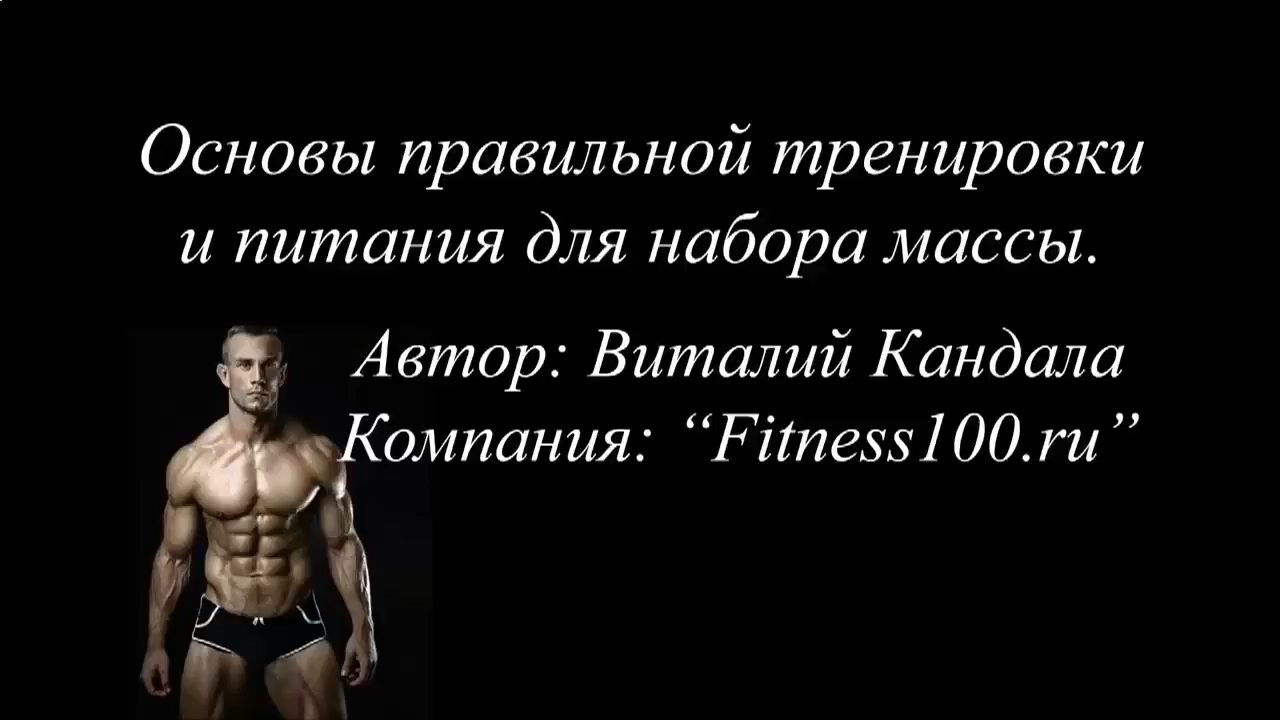 Основы правильной тренировки
и питания для набора массы.
Автор: Виталий Кандала
Компания: “Fitness100.ru”